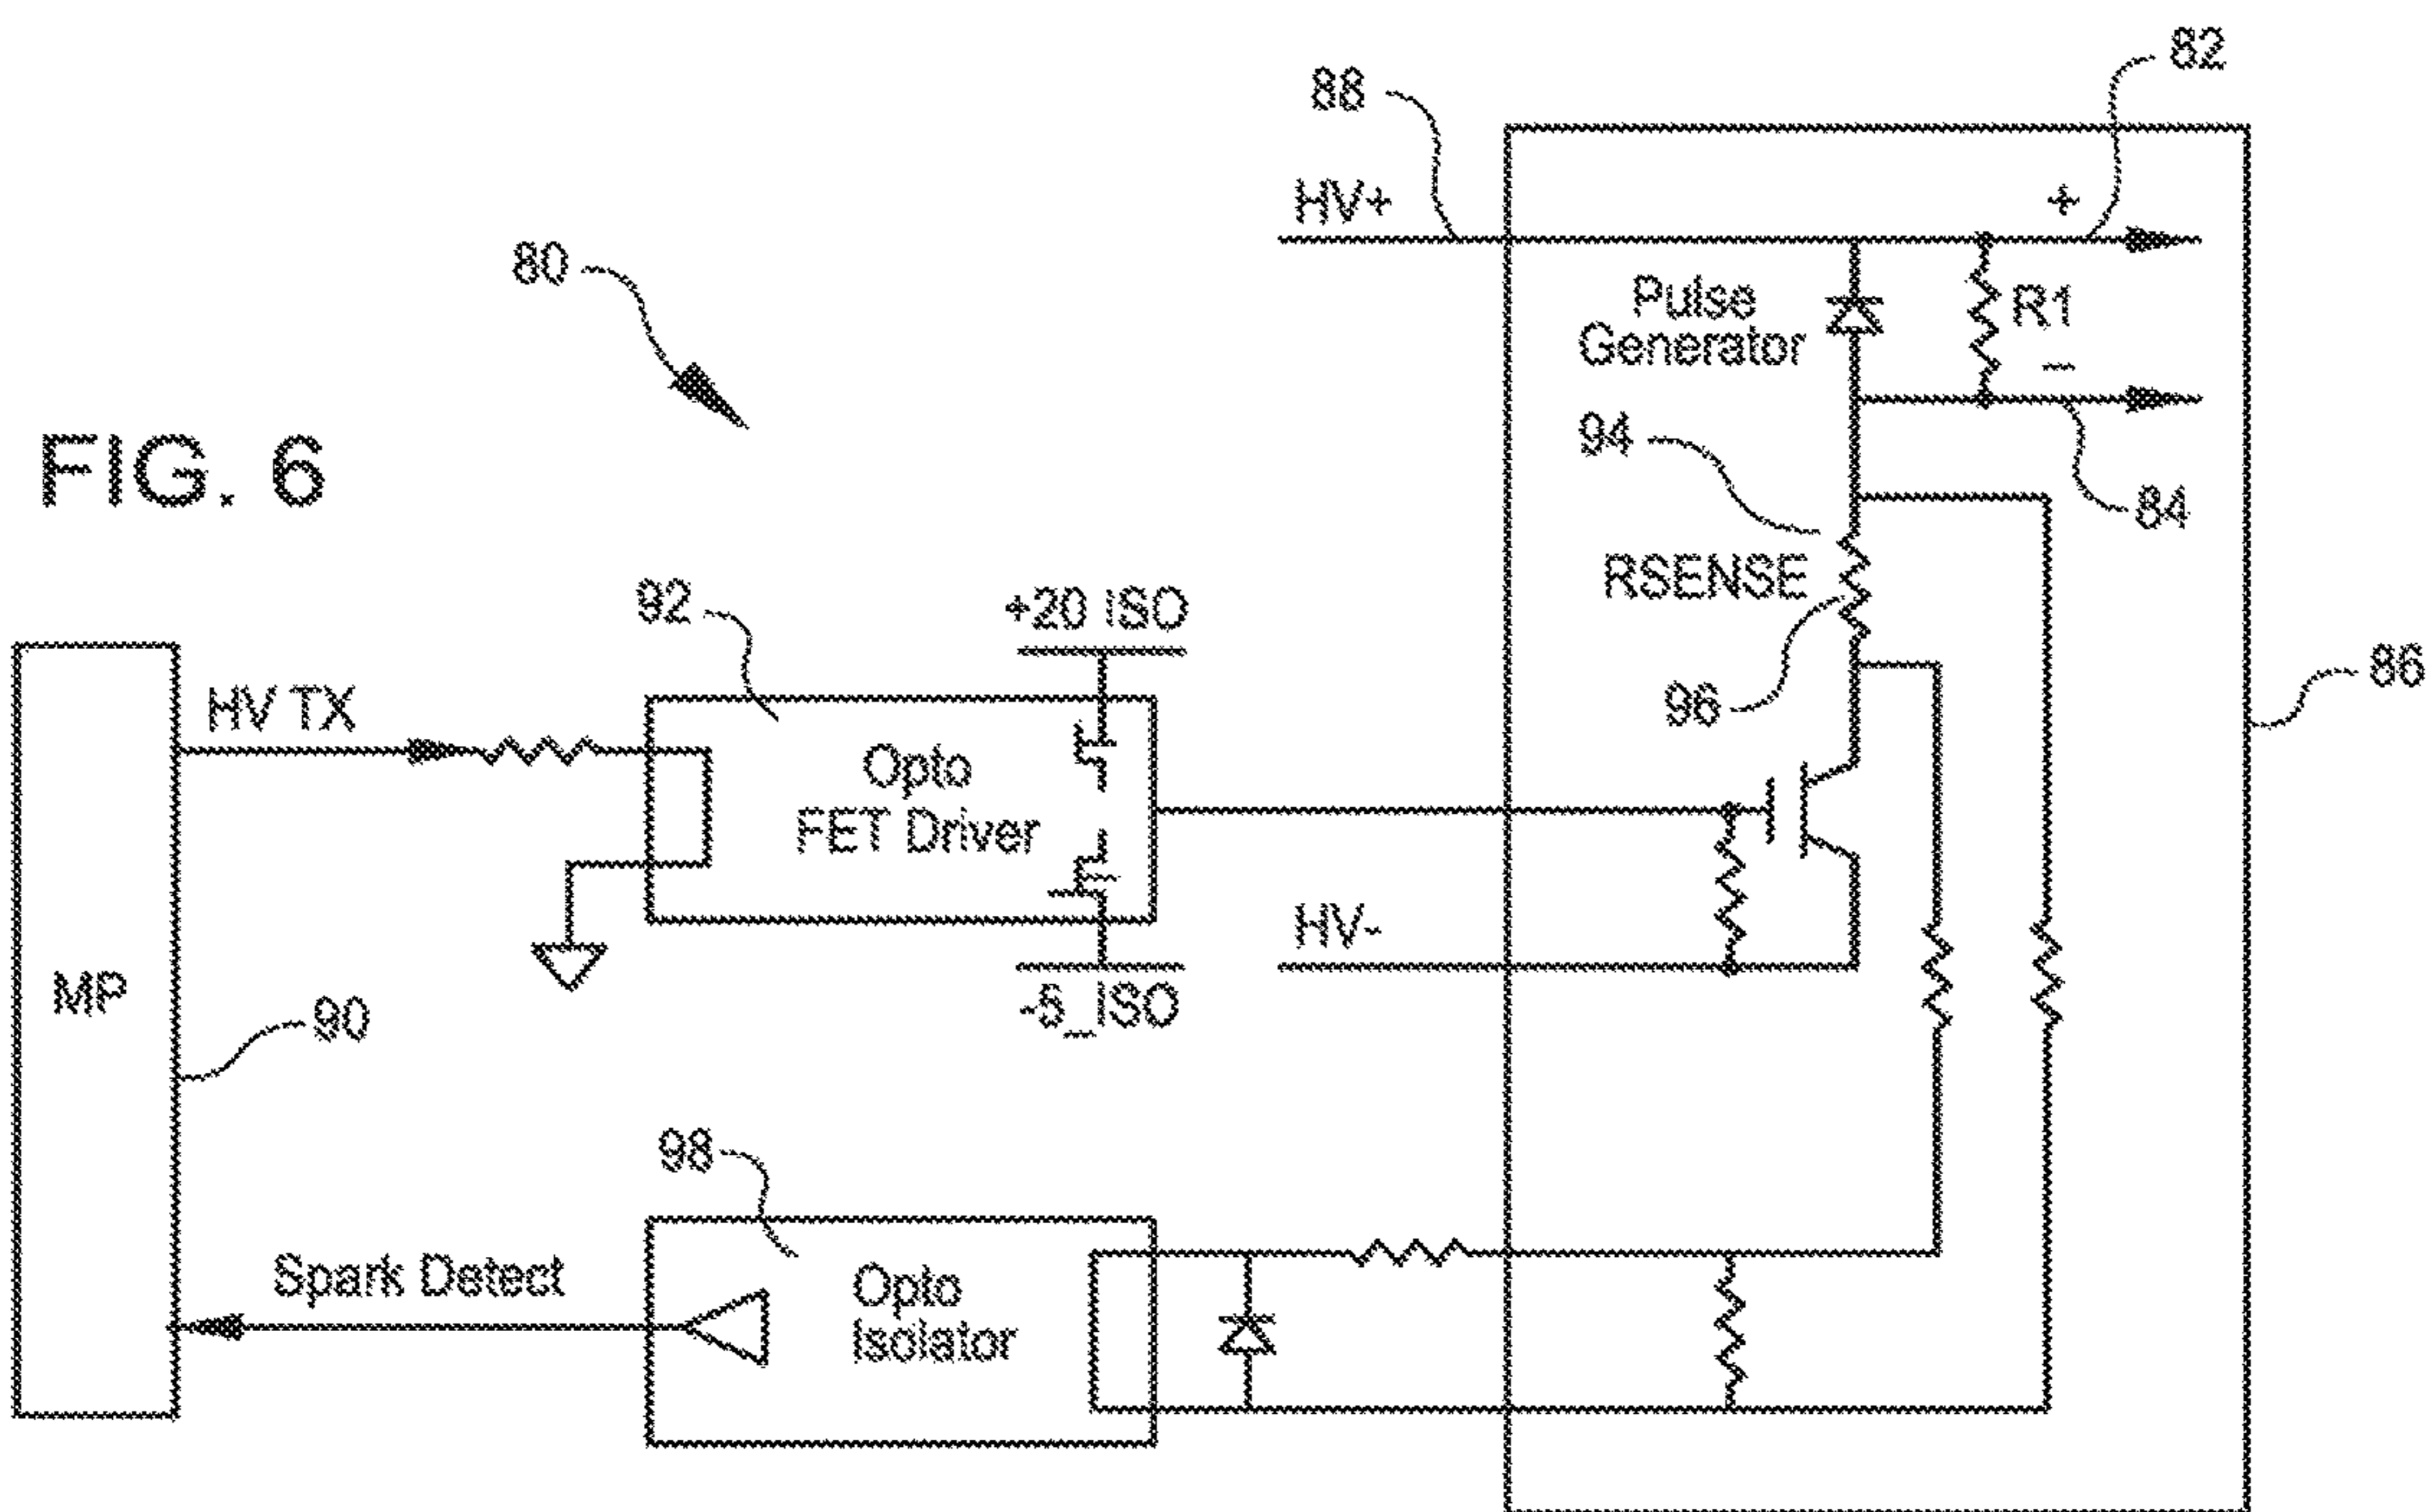 82
88
HV+
+
80
Pulse
Generator
R1
–
FIG. 6
94
84
RSENSE
92
+20 ISO
96
86
HV TX
Opto
FET Driver
HV-
MP
90
-5_ISO
98
Spark Detect
Opto
Isolator